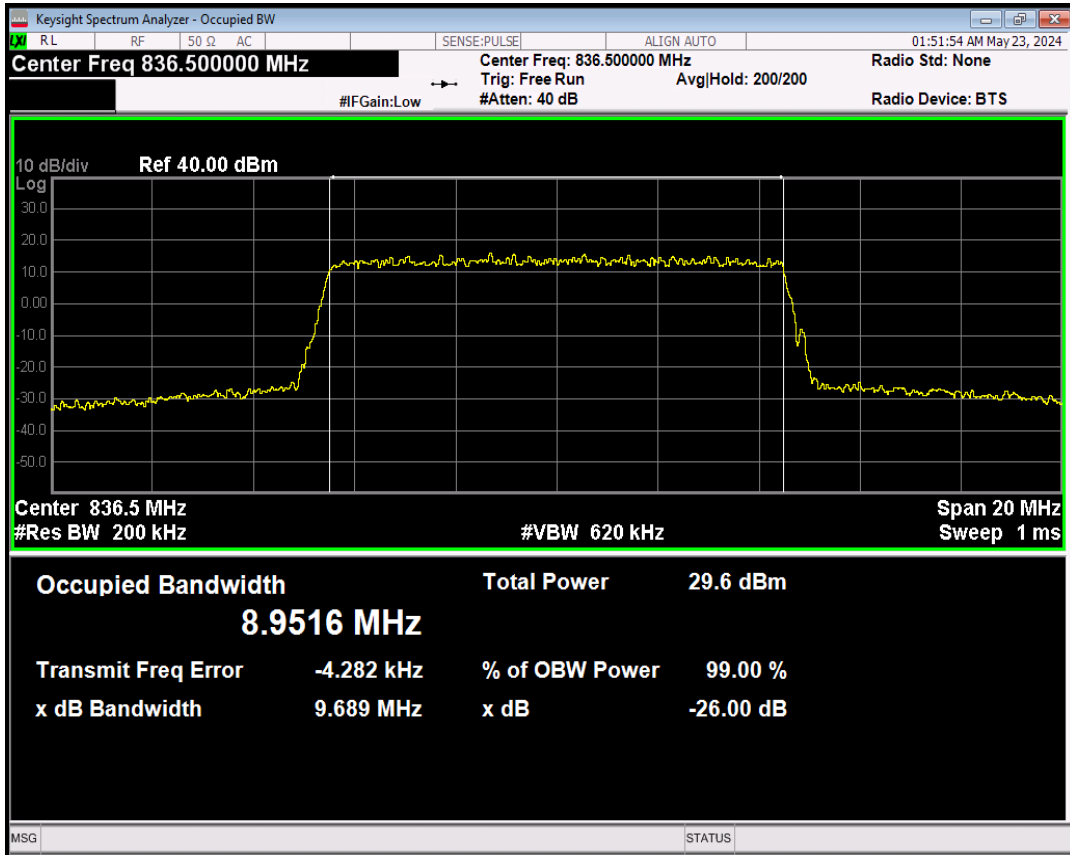 Keysight Spectrum Analyzer - Occupied BW
LXI RL RF 50 Ω AC SENSE:PULSE ALIGN AUTO 01:51:54 AM May 23, 2024
Center Freq 836.500000 MHz Center Freq: 836.500000 MHz Radio Std: None
Trig: Free Run Avg|Hold: 200/200
#IFGain:Low #Atten: 40 dB Radio Device: BTS
10 dB/div Ref 40.00 dBm
Log
30.0
20.0
10.0
0.00
-10.0
-20.0
-30.0
-40.0
-50.0
Center 836.5 MHz Span 20 MHz
#Res BW 200 kHz #VBW 620 kHz Sweep 1 ms
Occupied Bandwidth Total Power 29.6 dBm
8.9516 MHz
Transmit Freq Error -4.282 kHz % of OBW Power 99.00 %
x dB Bandwidth 9.689 MHz x dB -26.00 dB
MSG STATUS